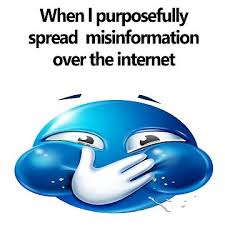 When I purposefully
spread misinformation
over the internet